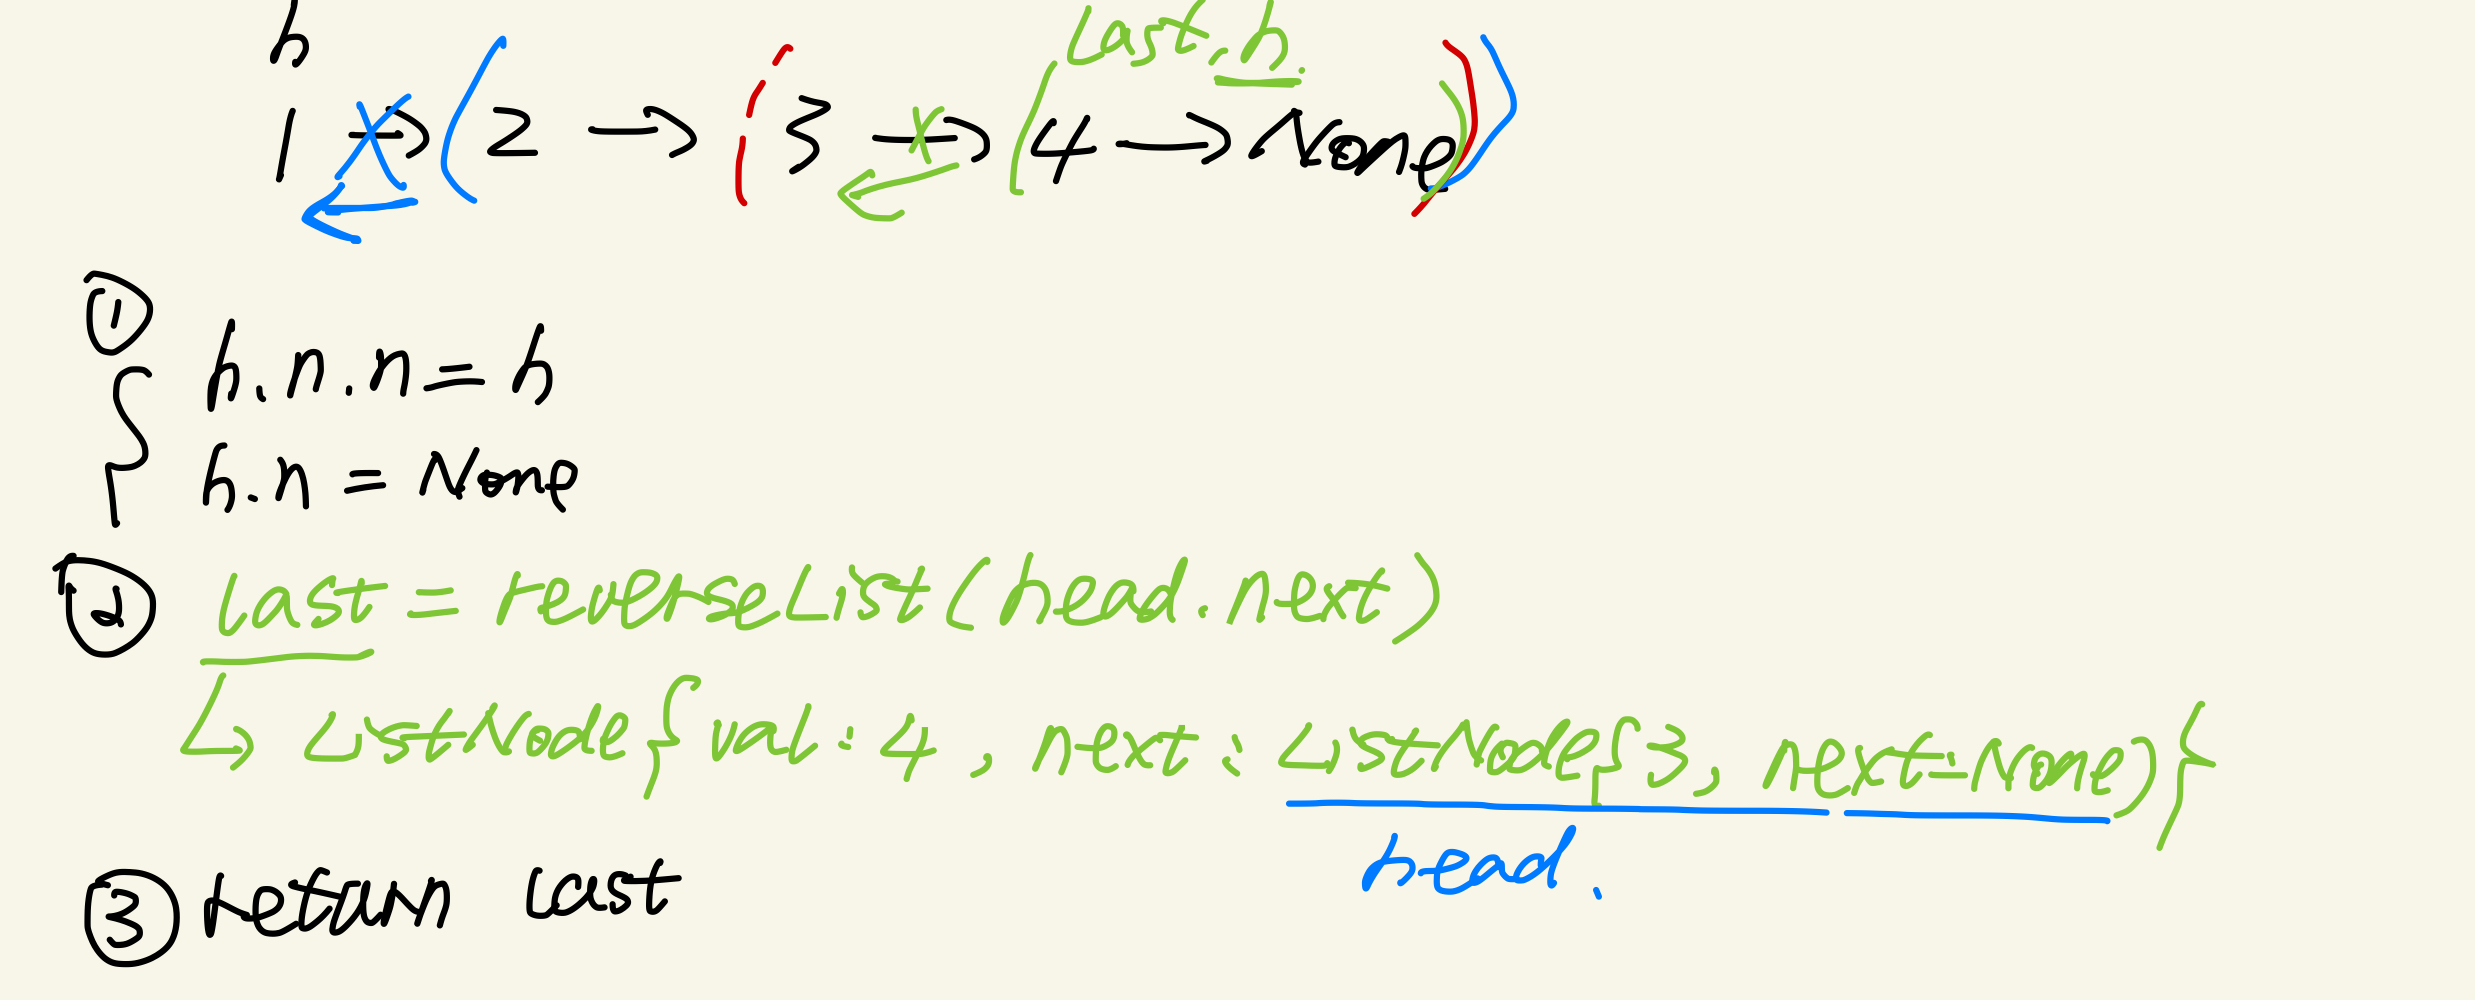 h
last.h.
1 → (2 → (3 → (4 → None)))
①
h.n.n = h
h.n = None
② last = reverseList(head.next)
↳ ListNode{val: 4, next: ListNode{3, next=None}}
head.
③ return last